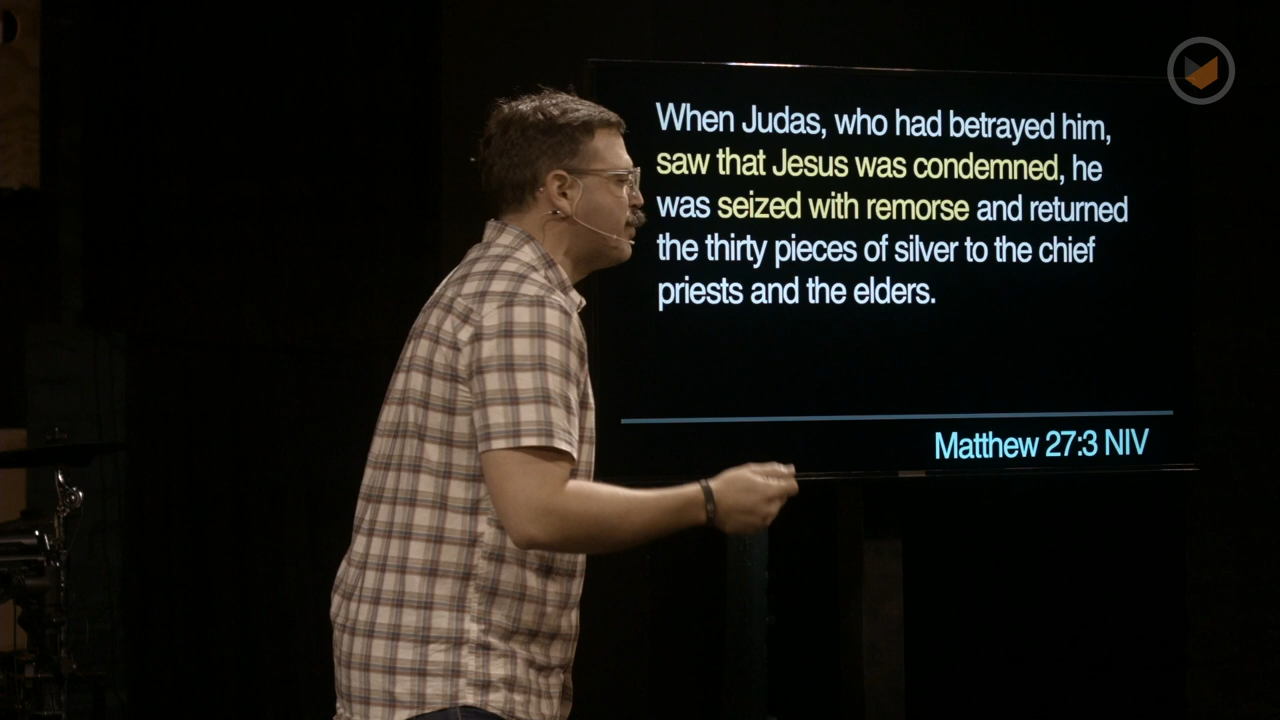 When Judas, who had betrayed him,
saw that Jesus was condemned, he
was seized with remorse and returned
the thirty pieces of silver to the chief
priests and the elders.
Matthew 27:3 NIV